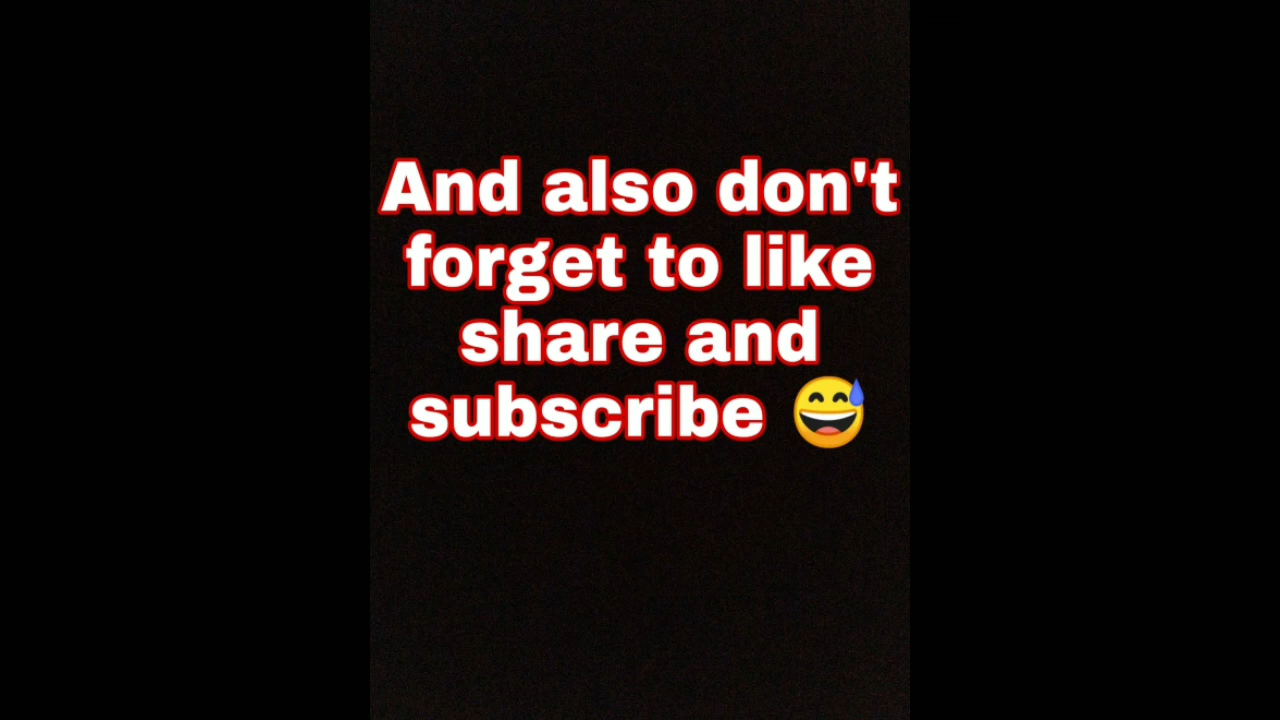 And also don't
forget to like
share and
subscribe 😅